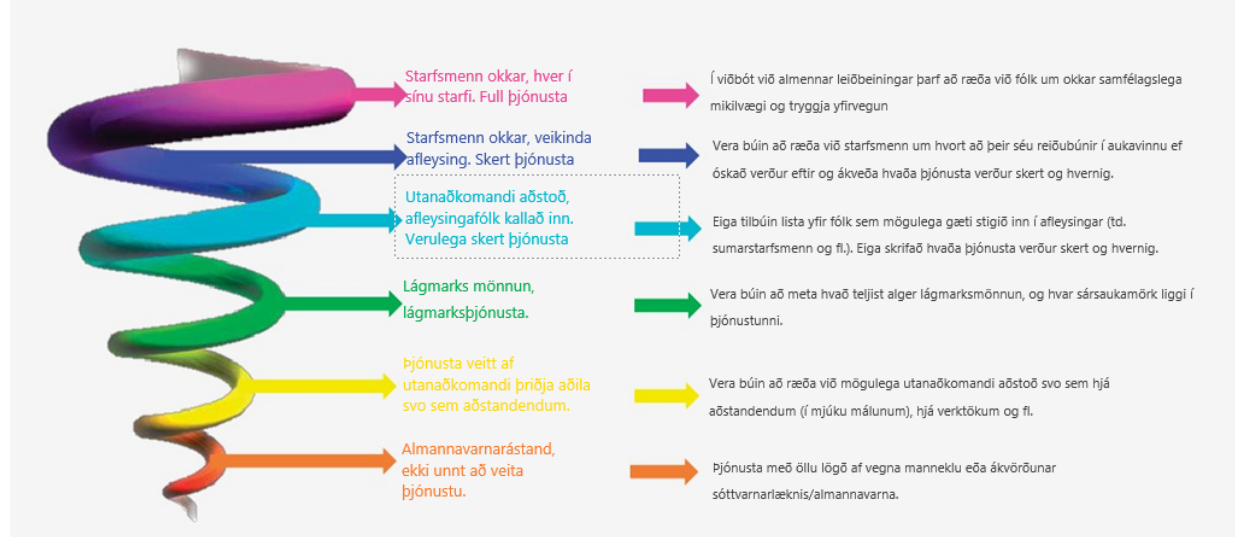 Starfsmenn okkar, hver í
sínu starfi. Full þjónusta
Í viðbót við almennar leiðbeiningar þarf að ræða við fólk um okkar samfélagslega
mikilvægi og tryggja yfirvegun
Starfsmenn okkar, veikinda
afleysing. Skert þjónusta
Vera búin að ræða við starfsmenn um hvort að þeir séu reiðubúnir í aukavinnu ef
óskað verður eftir og ákveða hvaða þjónusta verður skert og hvernig.
Utanaðkomandi aðstoð,
afleysingafólk kallað inn.
Verulega skert þjónusta
Eiga tilbúin lista yfir fólk sem mögulega gæti stigið inn í afleysingar (td.
sumarstarfsmenn og fl.). Eiga skrifað hvaða þjónusta verður skert og hvernig.
Lágmarks mönnun,
lágmarksþjónusta.
Vera búin að meta hvað teljist alger lágmarksmönnun, og hvar sársaukamörk liggi í
þjónustunni.
Þjónusta veitt af
utanaðkomandi þriðja aðila
svo sem aðstandendum.
Vera búin að ræða við mögulega utanaðkomandi aðstoð svo sem hjá
aðstandendum (í mjúku málunum), hjá verktökum og fl.
Almannavarnarástand,
ekki unnt að veita
þjónustu.
Þjónusta með öllu lögð af vegna manneklu eða ákvörðunar
sóttvarnarlæknis/almannavarna.